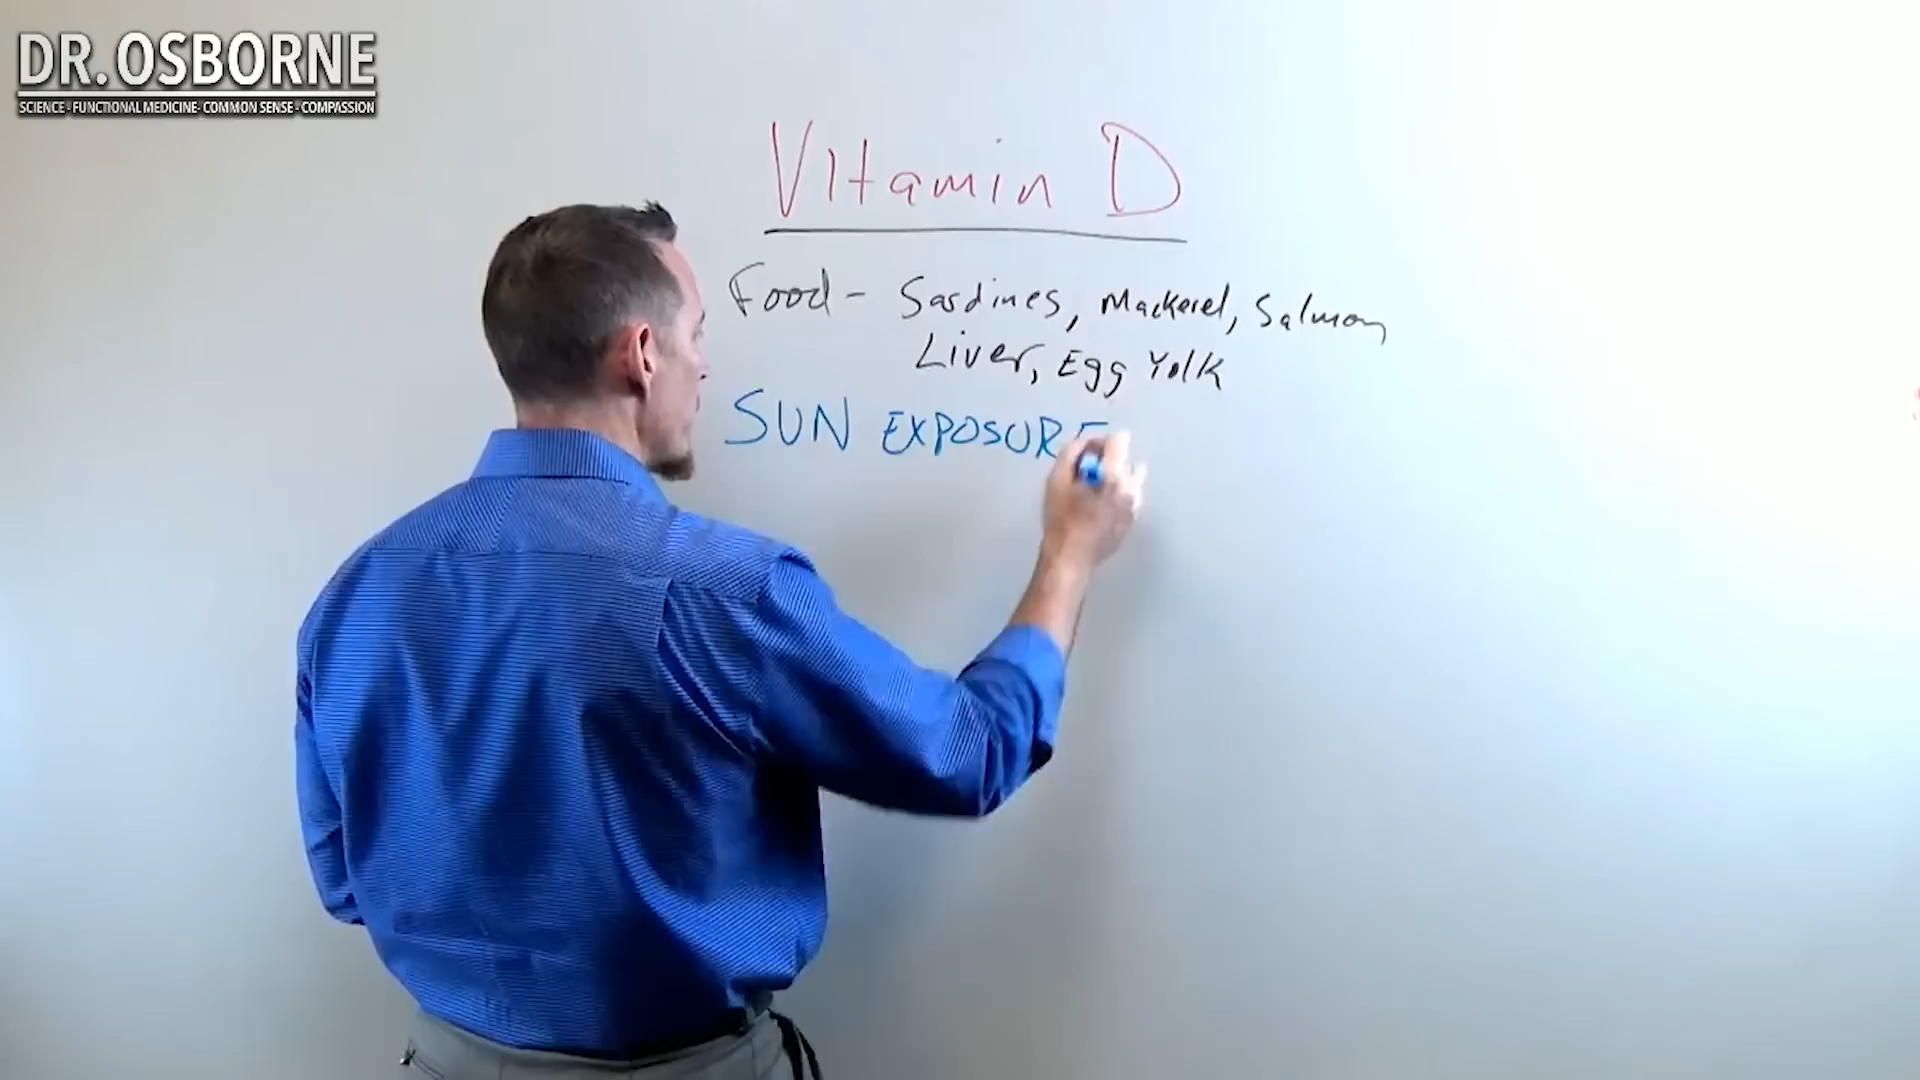 DR. OSBORNE
SCIENCE - FUNCTIONAL MEDICINE - COMMON SENSE - COMPASSION
Vitamin D
Food - Sardines, Mackerel, Salmon
Liver, Egg Yolk
SUN EXPOSURE